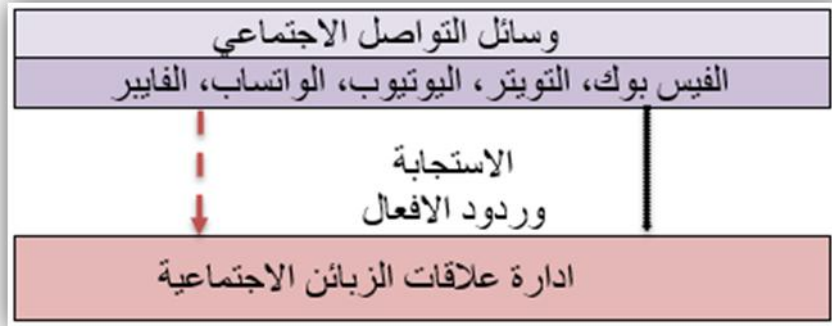 وسائل التواصل الاجتماعي
الفيس بوك، التويتر، اليوتيوب، الواتساب، الفايبر
الاستجابة
وردود الافعال
ادارة علاقات الزبائن الاجتماعية